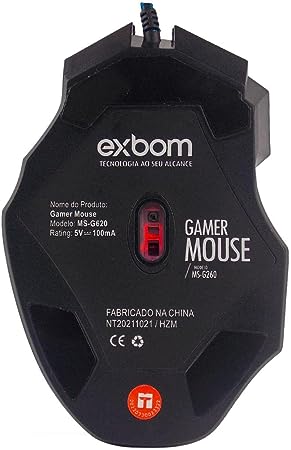 exbom
TECNOLOGIA AO SEU ALCANCE
Nome do Produto:
Gamer Mouse
Modelo: MS-G620
Rating: 5V⎓100mA
GAMER
MOUSE
MODELO
MS-G260
FABRICADO NA CHINA
NT20211021 / HZM
CE